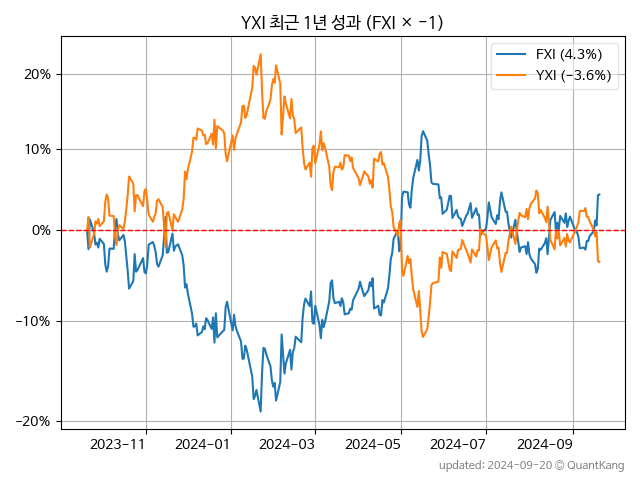 YXI 최근 1년 성과 (FXI × −1)
FXI (4.3%)
YXI (−3.6%)
20%
10%
0%
−10%
−20%
2023−11
2024−01
2024−03
2024−05
2024−07
2024−09
updated: 2024-09-20 © QuantKang